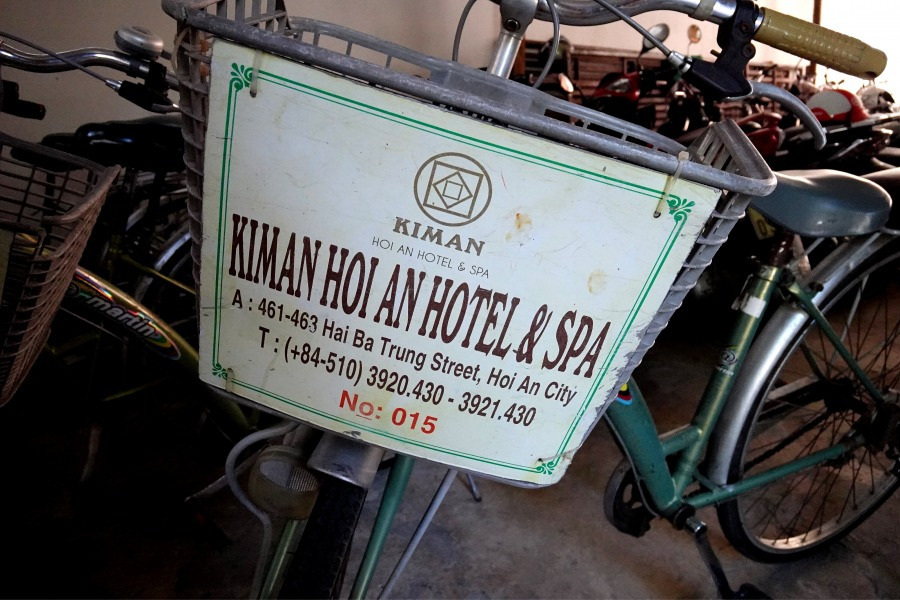 KIMAN
HOI AN HOTEL & SPA
KIMAN HOI AN HOTEL & SPA
A : 461-463 Hai Ba Trung Street, Hoi An City
T : (+84-510) 3920.430 - 3921.430
No: 015
martin